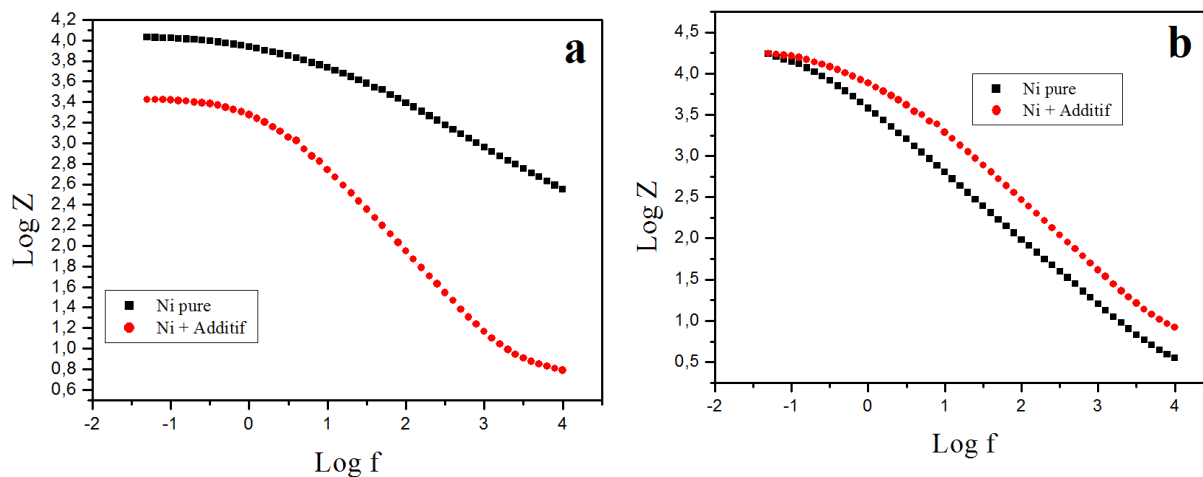 a
4,2
4,0
3,8
3,6
3,4
3,2
3,0
2,8
2,6
2,4
2,2
2,0
1,8
1,6
1,4
1,2
1,0
0,8
0,6
Log Z
Ni pure
Ni + Additif
-2 -1 0 1 2 3 4
Log f
b
4,5
4,0
3,5
3,0
2,5
2,0
1,5
1,0
0,5
Log Z
Ni pure
Ni + Additif
-2 -1 0 1 2 3 4
Log f